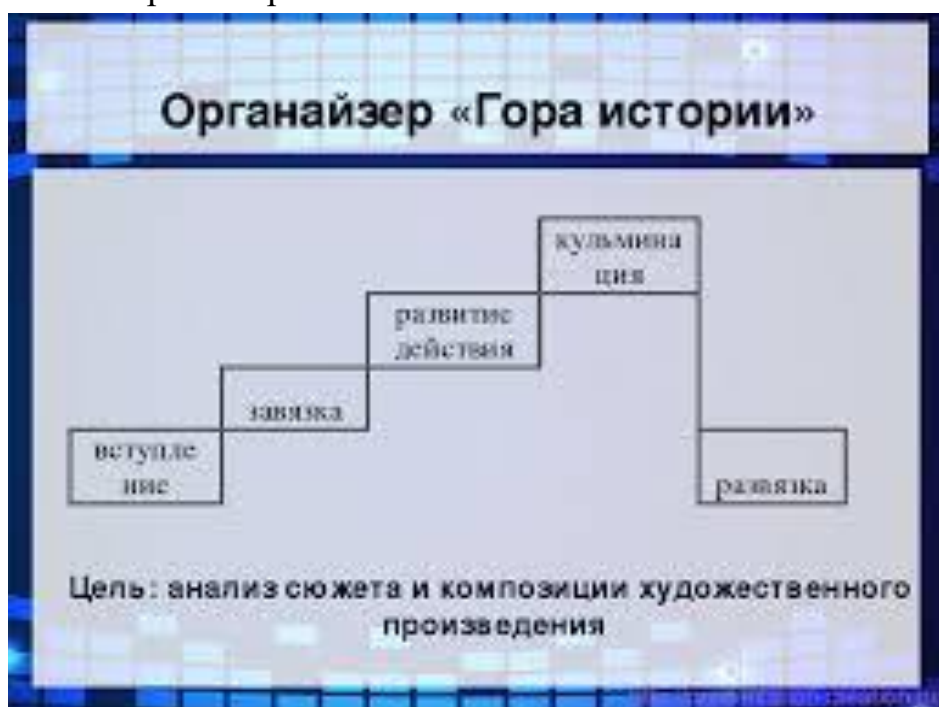 Органайзер «Гора истории»
кульмина
ция
развитие
действия
завязка
вступле
ние
развязка
Цель: анализ сюжета и композиции художественного
произведения